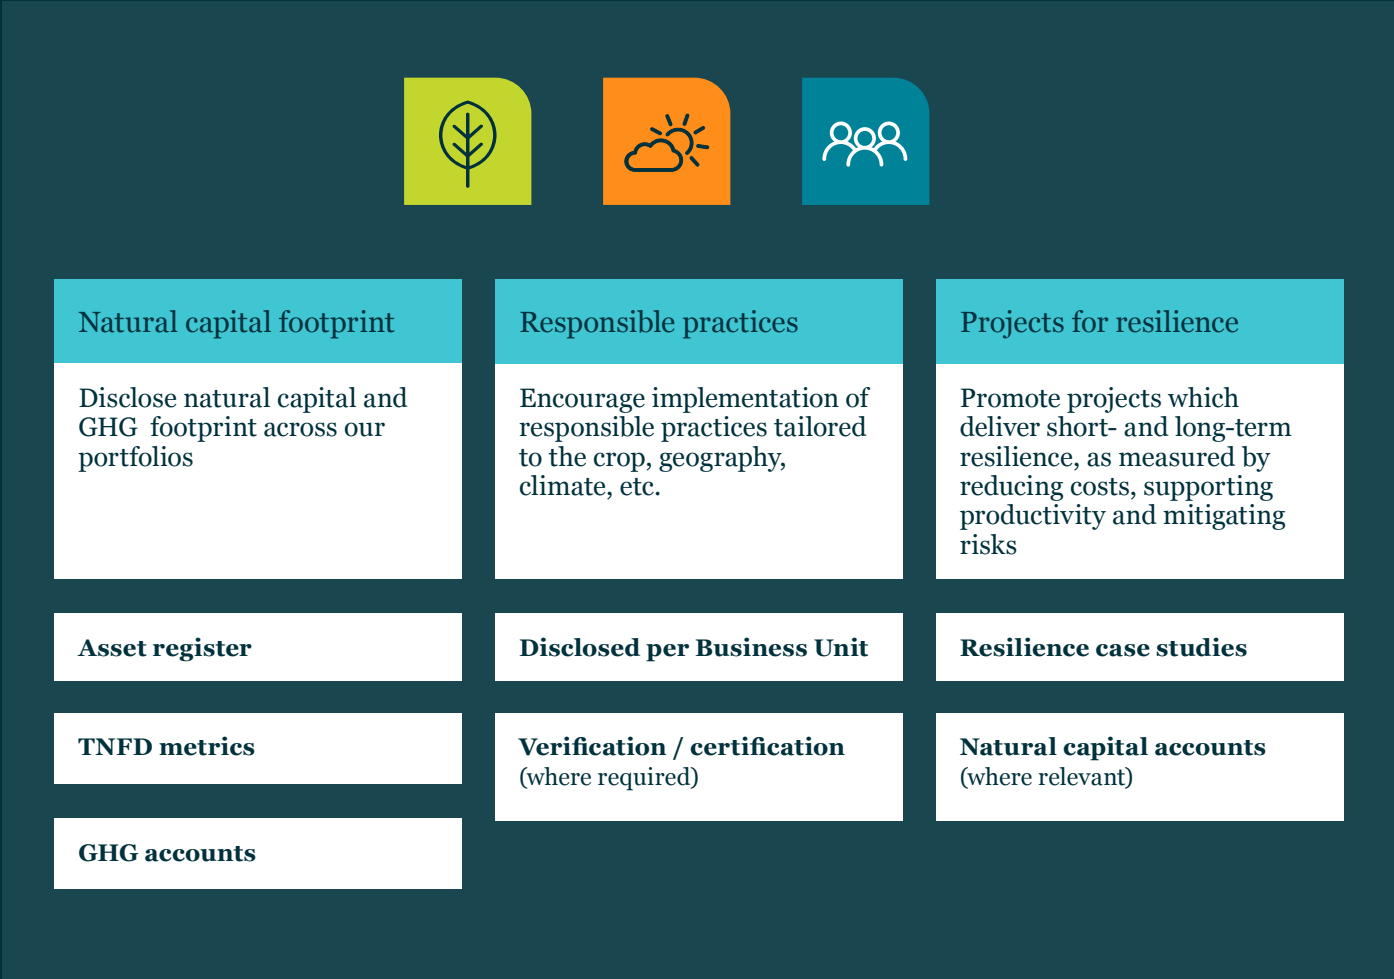 Natural capital footprint
Disclose natural capital and
GHG  footprint across our
portfolios
Asset register
TNFD metrics
GHG accounts
Responsible practices
Encourage implementation of
responsible practices tailored
to the crop, geography,
climate, etc.
Disclosed per Business Unit
Verification / certification
(where required)
Projects for resilience
Promote projects which
deliver short- and long-term
resilience, as measured by
reducing costs, supporting
productivity and mitigating
risks
Resilience case studies
Natural capital accounts
(where relevant)